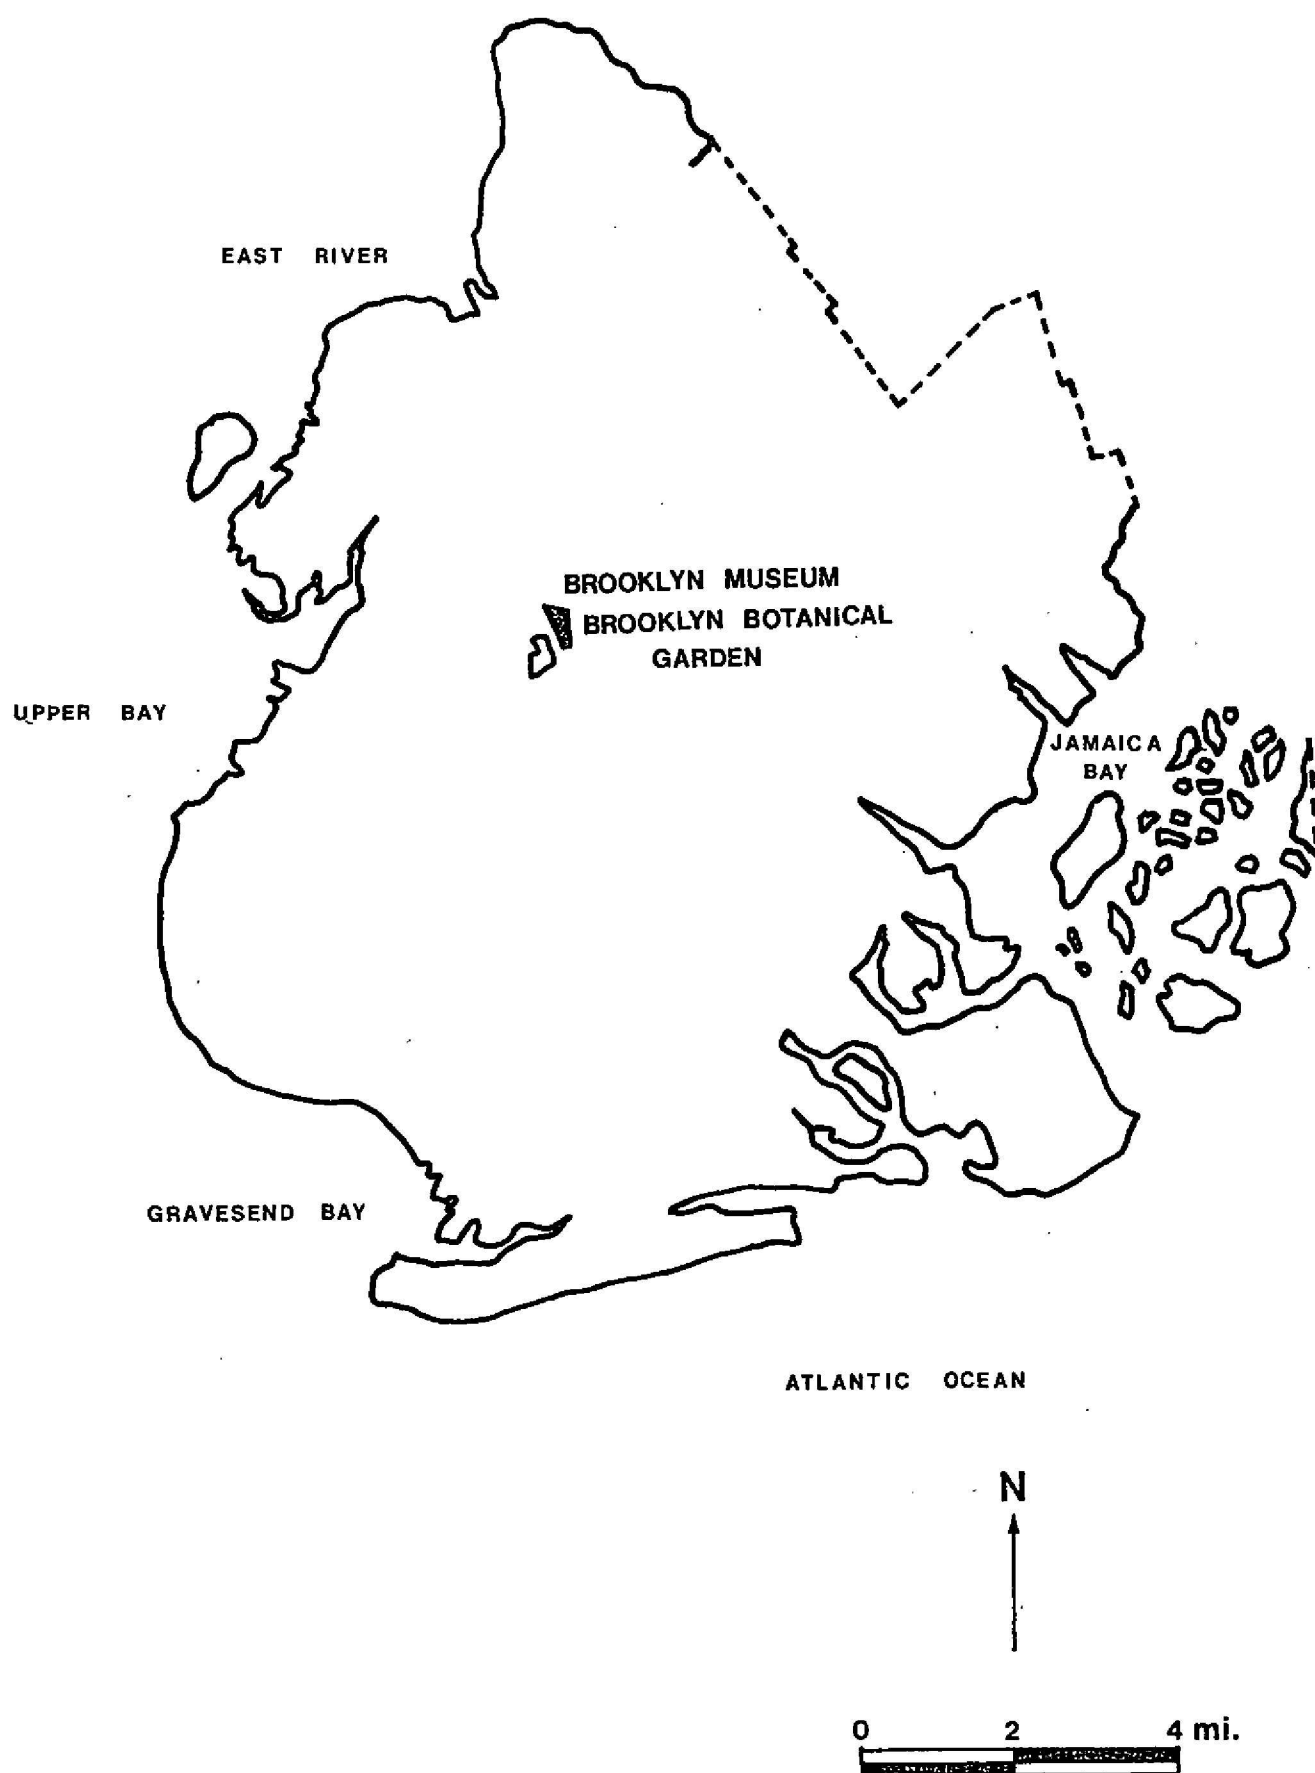 EAST RIVER
BROOKLYN MUSEUM
BROOKLYN BOTANICAL
GARDEN
UPPER BAY
JAMAICA
BAY
GRAVESEND BAY
ATLANTIC OCEAN
N
0 2 4 mi.